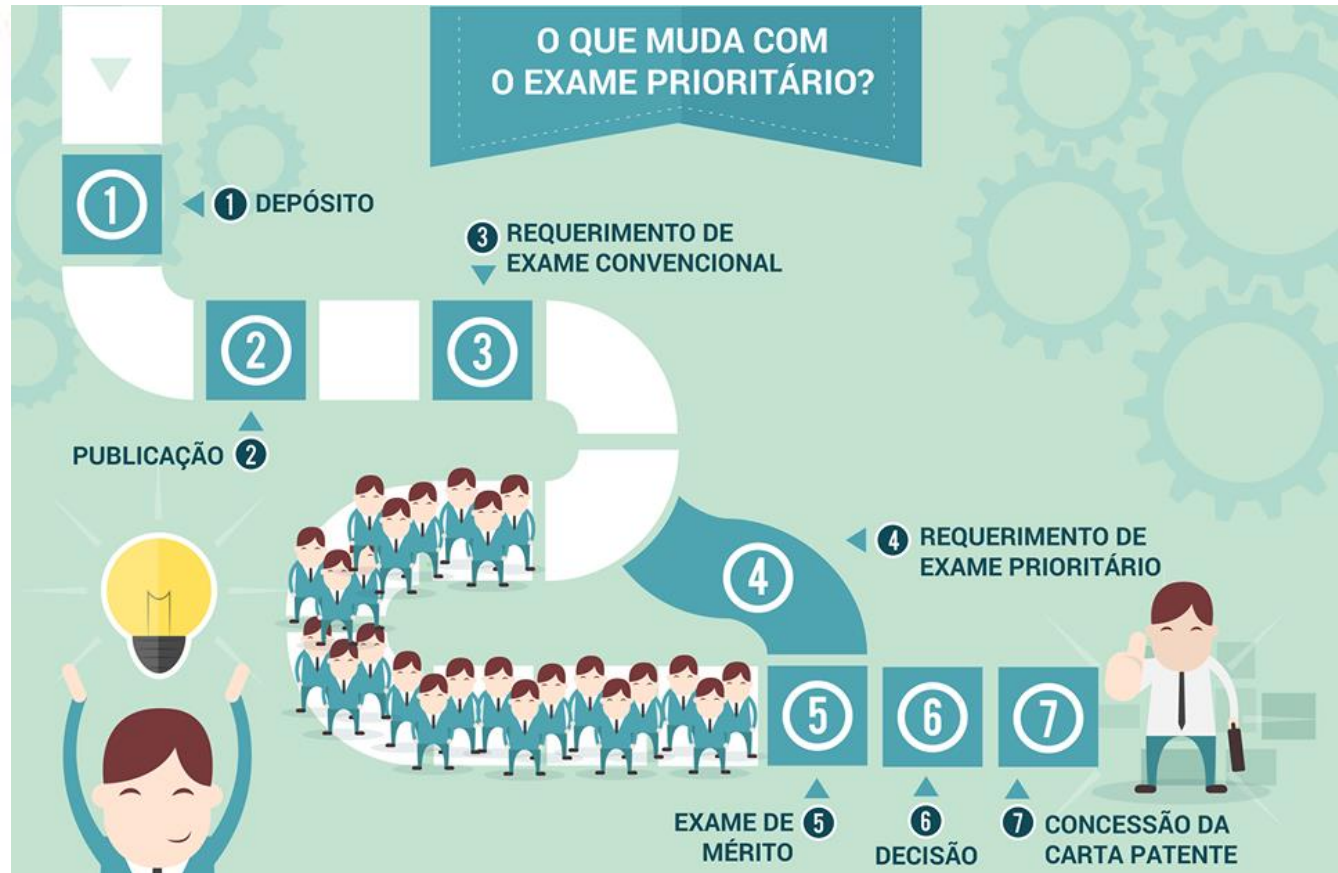 O QUE MUDA COM
O EXAME PRIORITÁRIO?
1
1 DEPÓSITO
3 REQUERIMENTO DE
EXAME CONVENCIONAL
2
3
PUBLICAÇÃO 2
4 REQUERIMENTO DE
EXAME PRIORITÁRIO
4
5
6
7
EXAME DE 5
MÉRITO
6
DECISÃO
7 CONCESSÃO DA
CARTA PATENTE